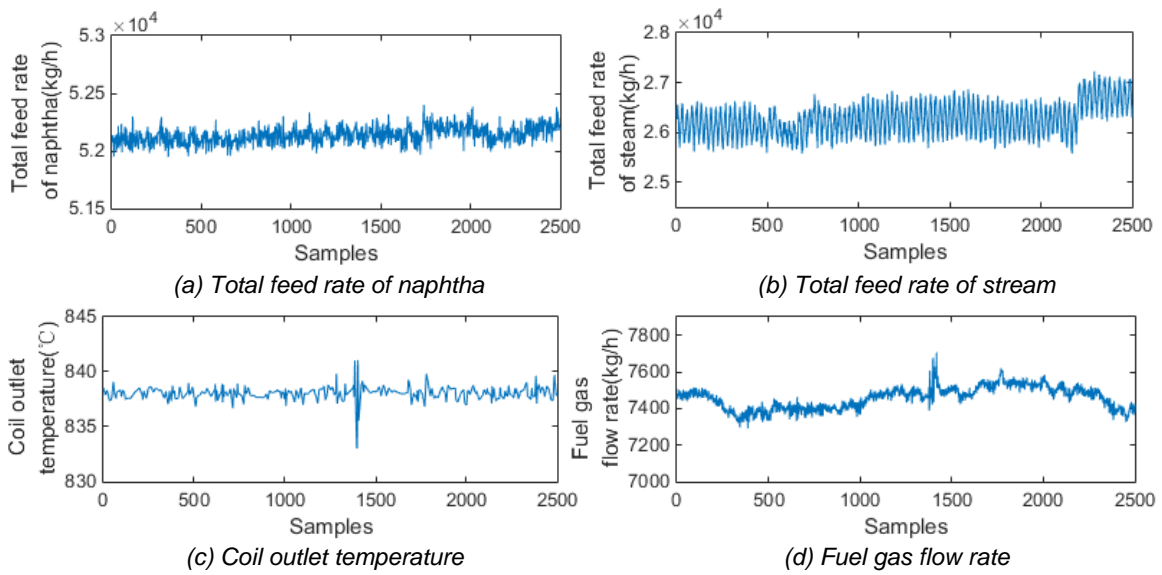 ×10⁴
5.3
5.25
5.2
5.15
Total feed rate
of naphtha(kg/h)
0 500 1000 1500 2000 2500
Samples
(a) Total feed rate of naphtha
×10⁴
2.8
2.7
2.6
2.5
Total feed rate
of steam(kg/h)
0 500 1000 1500 2000 2500
Samples
(b) Total feed rate of stream
845
840
835
830
Coil outlet
temperature(℃)
0 500 1000 1500 2000 2500
Samples
(c) Coil outlet temperature
7800
7600
7400
7200
7000
Fuel gas
flow rate(kg/h)
0 500 1000 1500 2000 2500
Samples
(d) Fuel gas flow rate